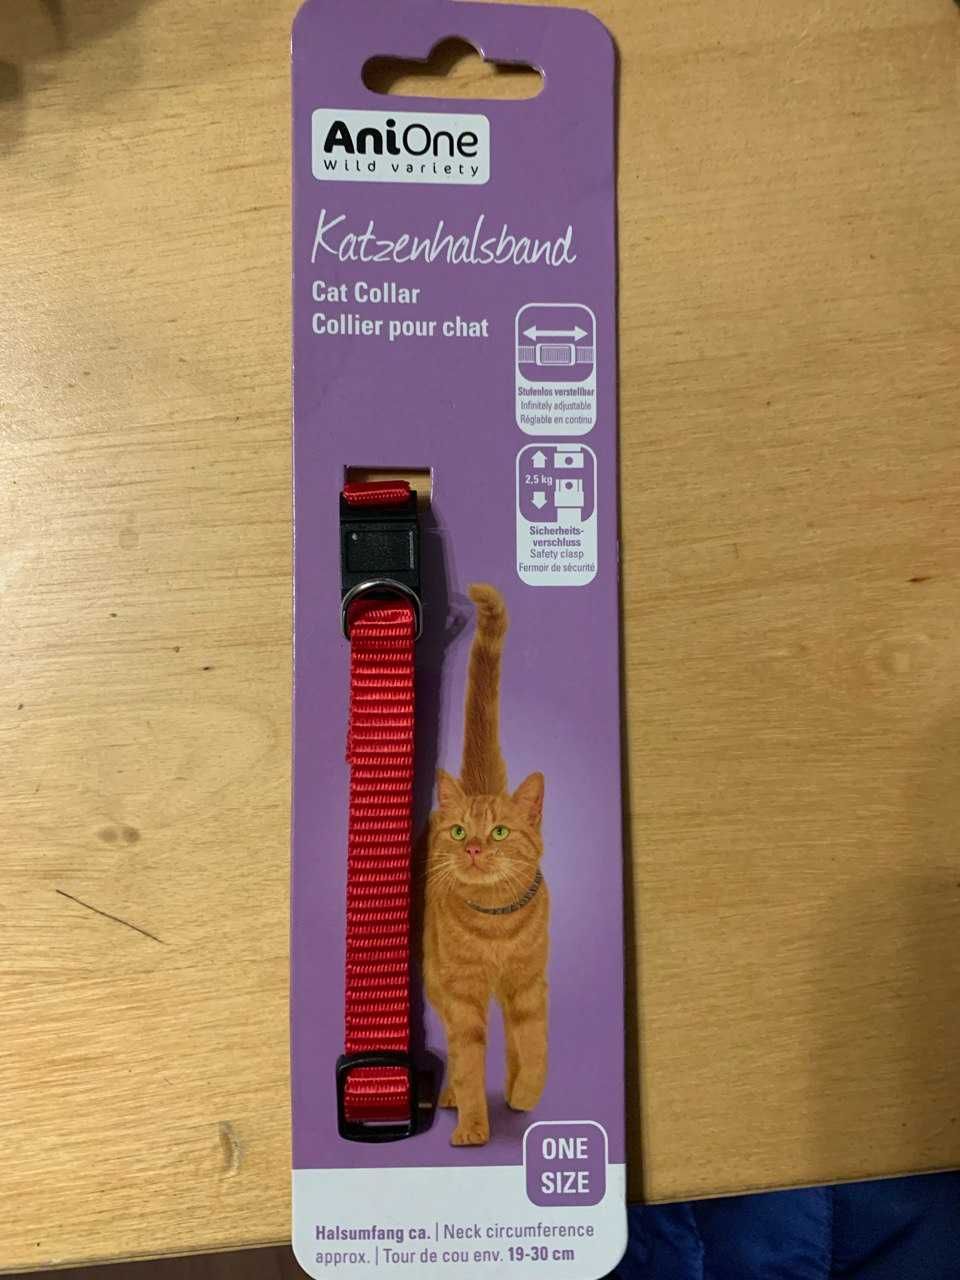 AniOne
Wild variety
Katzenhalsband
Cat Collar
Collier pour chat
Stufenlos verstellbar
Infinitely adjustable
Réglable en continu
2,5 kg
Sicherheits-
verschluss
Safety clasp
Fermoir de sécurité
ONE
SIZE
Halsumfang ca. | Neck circumference
approx. | Tour de cou env. 19-30 cm